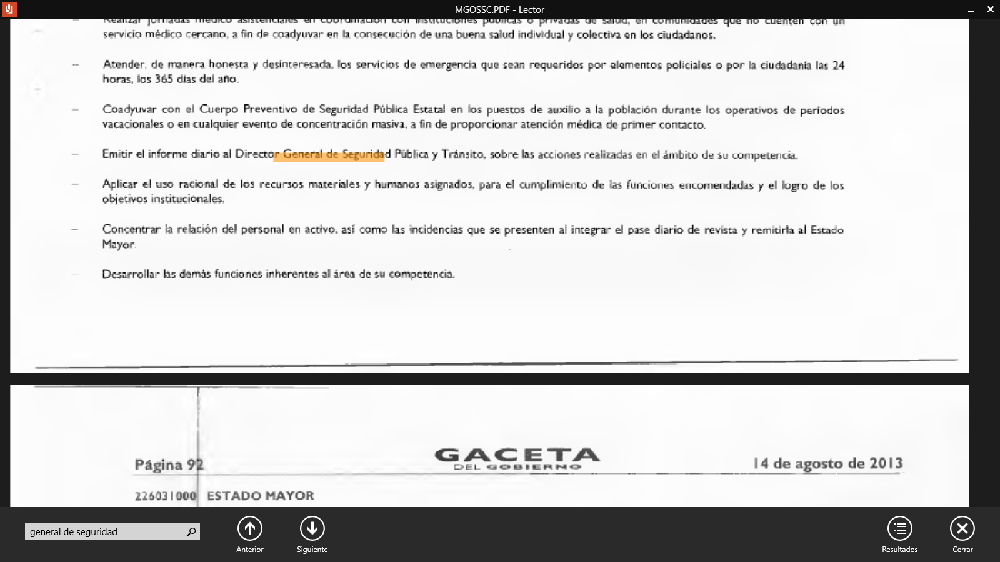 MGOSSC.PDF - Lector
Realizar jornadas médico asistenciales en coordinación con instituciones públicas o privadas de salud, en comunidades que no cuenten con un
servicio médico cercano, a fin de coadyuvar en la consecución de una buena salud individual y colectiva en los ciudadanos.
– Atender, de manera honesta y desinteresada, los servicios de emergencia que sean requeridos por elementos policiales o por la ciudadanía las 24
horas, los 365 días del año.
– Coadyuvar con el Cuerpo Preventivo de Seguridad Pública Estatal en los puestos de auxilio a la población durante los operativos de periodos
vacacionales o en cualquier evento de concentración masiva, a fin de proporcionar atención médica de primer contacto.
– Emitir el informe diario al Director General de Seguridad Pública y Tránsito, sobre las acciones realizadas en el ámbito de su competencia.
– Aplicar el uso racional de los recursos materiales y humanos asignados, para el cumplimiento de las funciones encomendadas y el logro de los
objetivos institucionales.
– Concentrar la relación del personal en activo, así como las incidencias que se presenten al integrar el pase diario de revista y remitirla al Estado
Mayor.
– Desarrollar las demás funciones inherentes al área de su competencia.
Página 92
GACETA
DEL GOBIERNO
14 de agosto de 2013
226031000 ESTADO MAYOR
general de seguridad
Anterior
Siguiente
Resultados
Cerrar